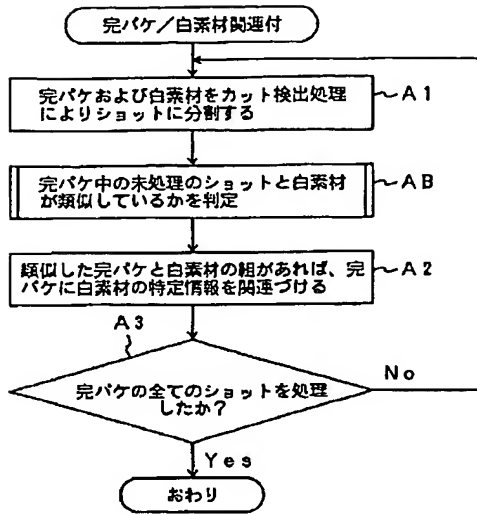 完パケ／白素材関連付
完パケおよび白素材をカット検出処理
によりショットに分割する
A1
完パケ中の未処理のショットと白素材
が類似しているかを判定
AB
類似した完パケと白素材の組があれば、完
パケに白素材の特定情報を関連づける
A2
A3
完パケの全てのショットを処理
したか？
No
Yes
おわり